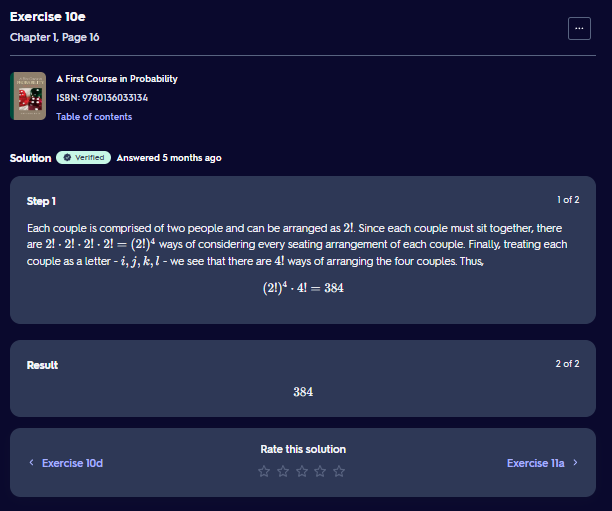 Exercise 10e
Chapter 1, Page 16
...
A First Course in Probability
ISBN: 9780136033134
Table of contents
Solution Verified Answered 5 months ago
Step 1 1 of 2
Each couple is comprised of two people and can be arranged as 2!. Since each couple must sit together, there
are 2! · 2! · 2! · 2! = (2!)⁴ ways of considering every seating arrangement of each couple. Finally, treating each
couple as a letter - i, j, k, l - we see that there are 4! ways of arranging the four couples. Thus,
(2!)⁴ · 4! = 384
Result 2 of 2
384
Rate this solution
‹ Exercise 10d Exercise 11a ›